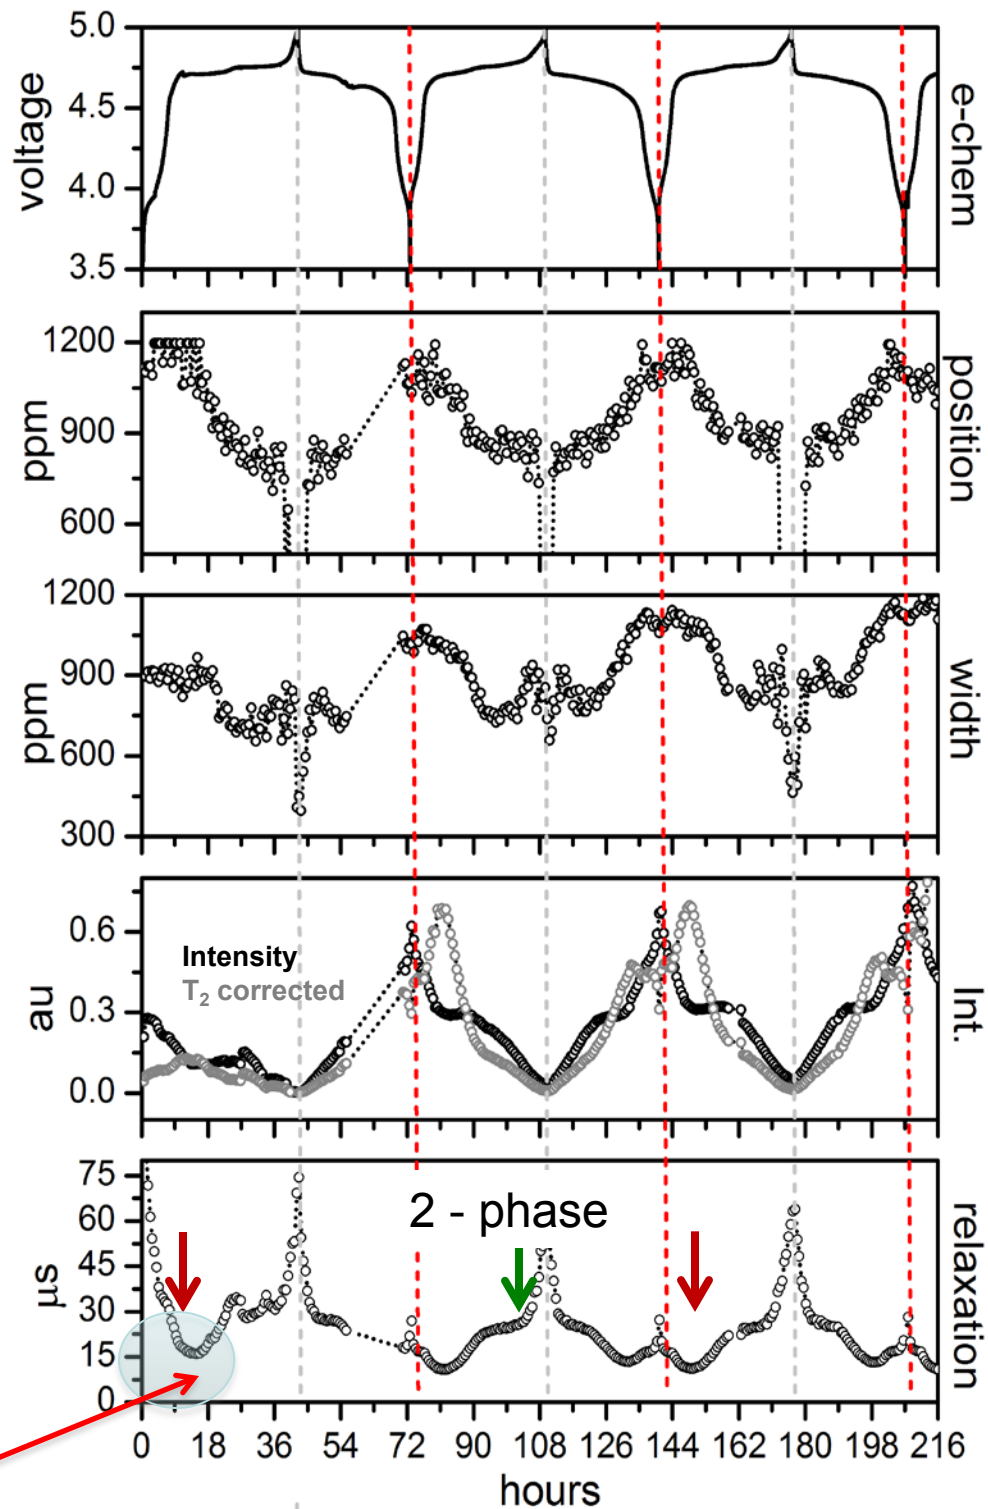 5.0
4.5
4.0
3.5
voltage
e-chem
1200
900
600
ppm
position
1200
900
600
300
ppm
width
0.6
0.3
0.0
au
Intensity
T₂ corrected
Int.
75
60
45
30
15
0
µs
2 - phase
relaxation
0 18 36 54 72 90 108 126 144 162 180 198 216
hours